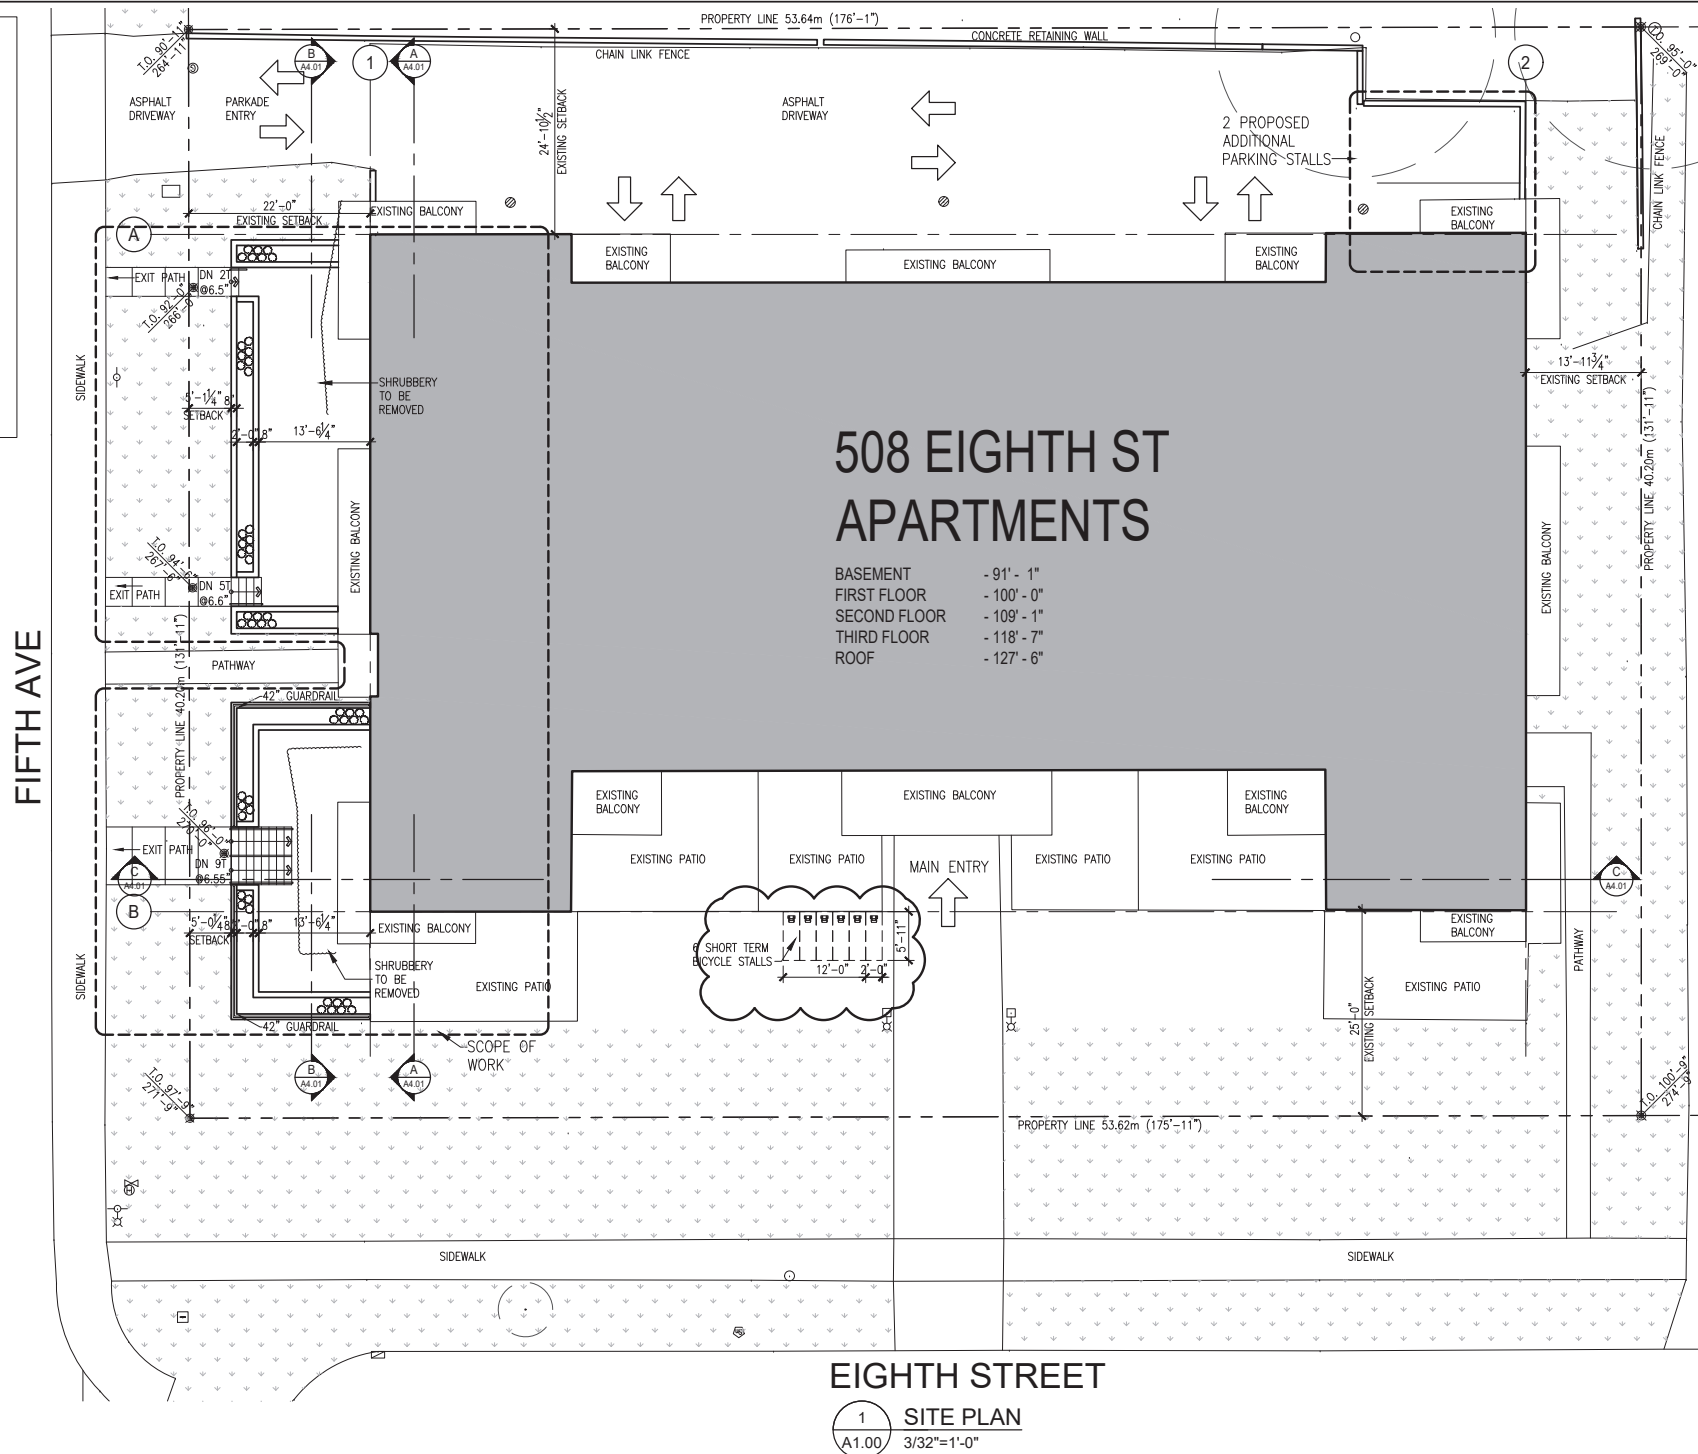 PROPERTY LINE 53.64m (176'-1")
CONCRETE RETAINING WALL
CHAIN LINK FENCE
T.O. 90'-11"
264'-11"
B
A4.01
1
A
A4.01
2
T.O. 95'-0"
269'-0"
ASPHALT
DRIVEWAY
PARKADE
ENTRY
24'-10½"
EXISTING SETBACK
ASPHALT
DRIVEWAY
2 PROPOSED
ADDITIONAL
PARKING STALLS
CHAIN LINK FENCE
22'-0"
EXISTING SETBACK
EXISTING BALCONY
EXISTING
BALCONY
A
EXISTING
BALCONY
EXISTING BALCONY
EXISTING
BALCONY
EXIT PATH
DN 2T
@6.5"
T.O. 92'-0"
266'-0"
SIDEWALK
SHRUBBERY
TO BE
REMOVED
5'-1¼"
8"
SETBACK
2'-0"
8"
13'-6¼"
13'-11¾"
EXISTING SETBACK
PROPERTY LINE 40.20m (131'-11")
508 EIGHTH ST
APARTMENTS
BASEMENT - 91' - 1"
FIRST FLOOR - 100' - 0"
SECOND FLOOR - 109' - 1"
THIRD FLOOR - 118' - 7"
ROOF - 127' - 6"
EXISTING BALCONY
EXISTING BALCONY
T.O. 94'-6"
267'-6"
EXIT PATH
DN 5T
@6.6"
FIFTH AVE
PATHWAY
PROPERTY LINE 40.20m (131'-11")
42" GUARDRAIL
EXISTING
BALCONY
EXISTING BALCONY
EXISTING
BALCONY
T.O. 96'-0"
270'-0"
EXIT PATH
DN 9T
@6.55"
EXISTING PATIO
EXISTING PATIO
MAIN ENTRY
EXISTING PATIO
EXISTING PATIO
C
A4.01
C
A4.01
B
5'-0¼"
8"
SETBACK
2'-0"
8"
13'-6¼"
EXISTING BALCONY
EXISTING
BALCONY
6 SHORT TERM
BICYCLE STALLS
5'-11"
12'-0"
2'-0"
SIDEWALK
SHRUBBERY
TO BE
REMOVED
EXISTING PATIO
EXISTING PATIO
PATHWAY
42" GUARDRAIL
25'-0"
EXISTING SETBACK
SCOPE OF
WORK
B
A4.01
A
A4.01
T.O. 97'-9"
271'-9"
T.O. 100'-9"
274'-9"
PROPERTY LINE 53.62m (175'-11")
SIDEWALK
SIDEWALK
EIGHTH STREET
1
A1.00
SITE PLAN
3/32"=1'-0"